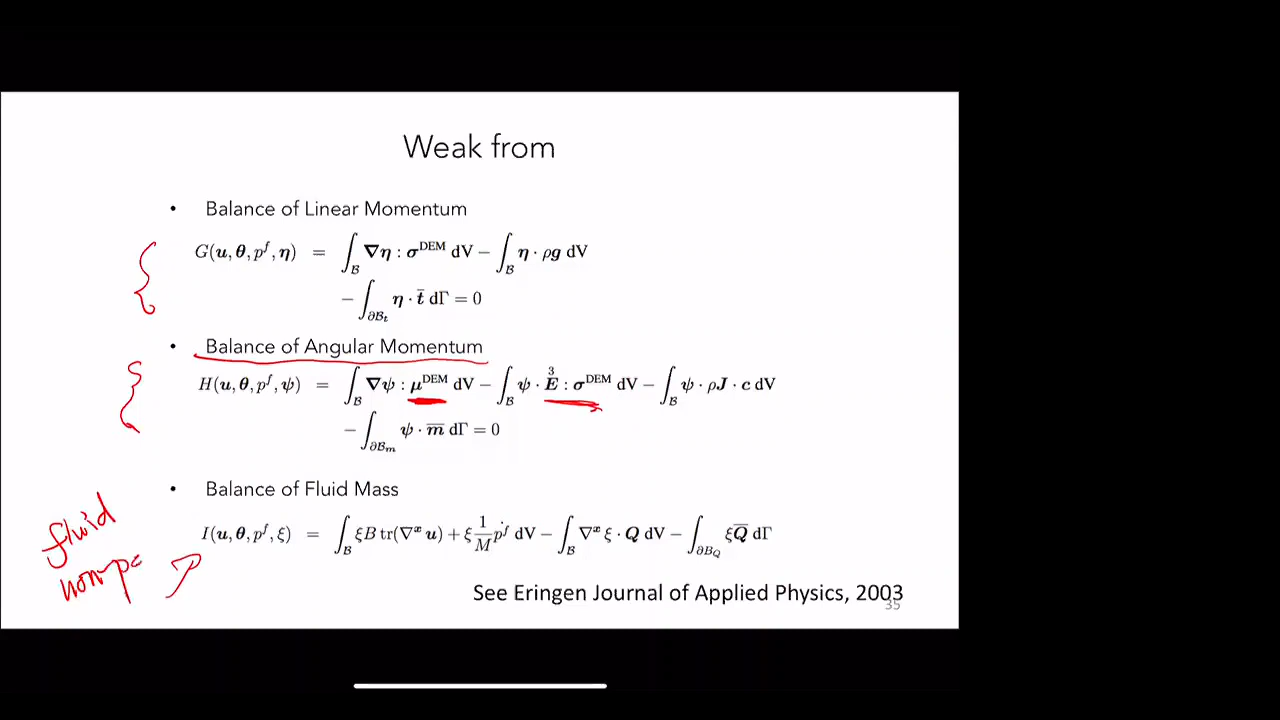 Weak from
• Balance of Linear Momentum
G(u, θ, p^f, η) = ∫_B ∇η : σ^DEM dV − ∫_B η · ρg dV
− ∫_∂B_t η · t̄ dΓ = 0
• Balance of Angular Momentum
H(u, θ, p^f, ψ) = ∫_B ∇ψ : μ^DEM dV − ∫_B ψ · E^3 : σ^DEM dV − ∫_B ψ · ρJ · c dV
− ∫_∂B_m ψ · m̅ dΓ = 0
• Balance of Fluid Mass
I(u, θ, p^f, ξ) = ∫_B ξB tr(∇^x u) + ξ 1/M ṗ^f dV − ∫_B ∇^x ξ · Q dV − ∫_∂B_Q ξQ̅ dΓ
fluid
See Eringen Journal of Applied Physics, 2003
35